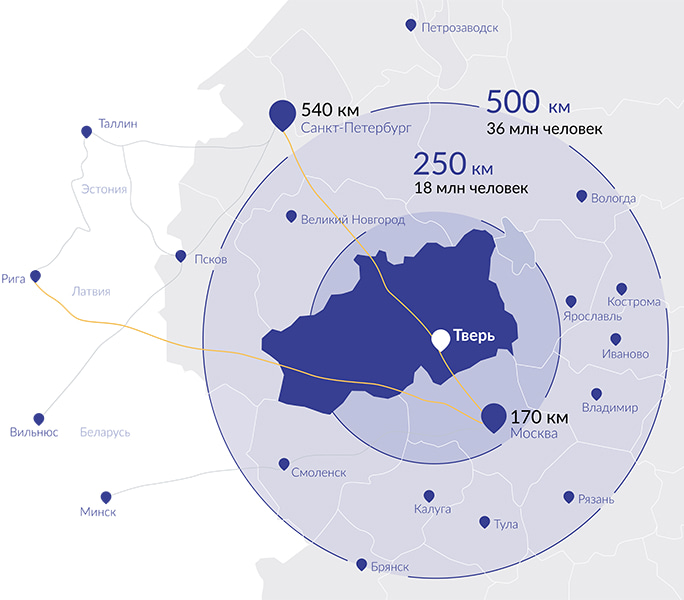 Петрозаводск
500 км
36 млн человек
540 км
Санкт-Петербург
Таллин
250 км
18 млн человек
Эстония
Вологда
Великий Новгород
Псков
Рига
Латвия
Кострома
Ярославль
Тверь
Иваново
Владимир
170 км
Москва
Вильнюс
Беларусь
Смоленск
Минск
Калуга
Рязань
Тула
Брянск